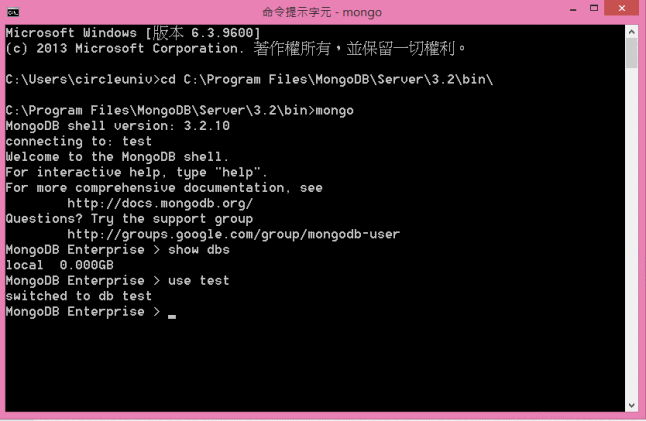 命令提示字元 - mongo
Microsoft Windows [版本 6.3.9600]
(c) 2013 Microsoft Corporation. 著作權所有，並保留一切權利。
C:\Users\circleuniv>cd C:\Program Files\MongoDB\Server\3.2\bin\
C:\Program Files\MongoDB\Server\3.2\bin>mongo
MongoDB shell version: 3.2.10
connecting to: test
Welcome to the MongoDB shell.
For interactive help, type "help".
For more comprehensive documentation, see
http://docs.mongodb.org/
Questions? Try the support group
http://groups.google.com/group/mongodb-user
MongoDB Enterprise > show dbs
local  0.000GB
MongoDB Enterprise > use test
switched to db test
MongoDB Enterprise > _